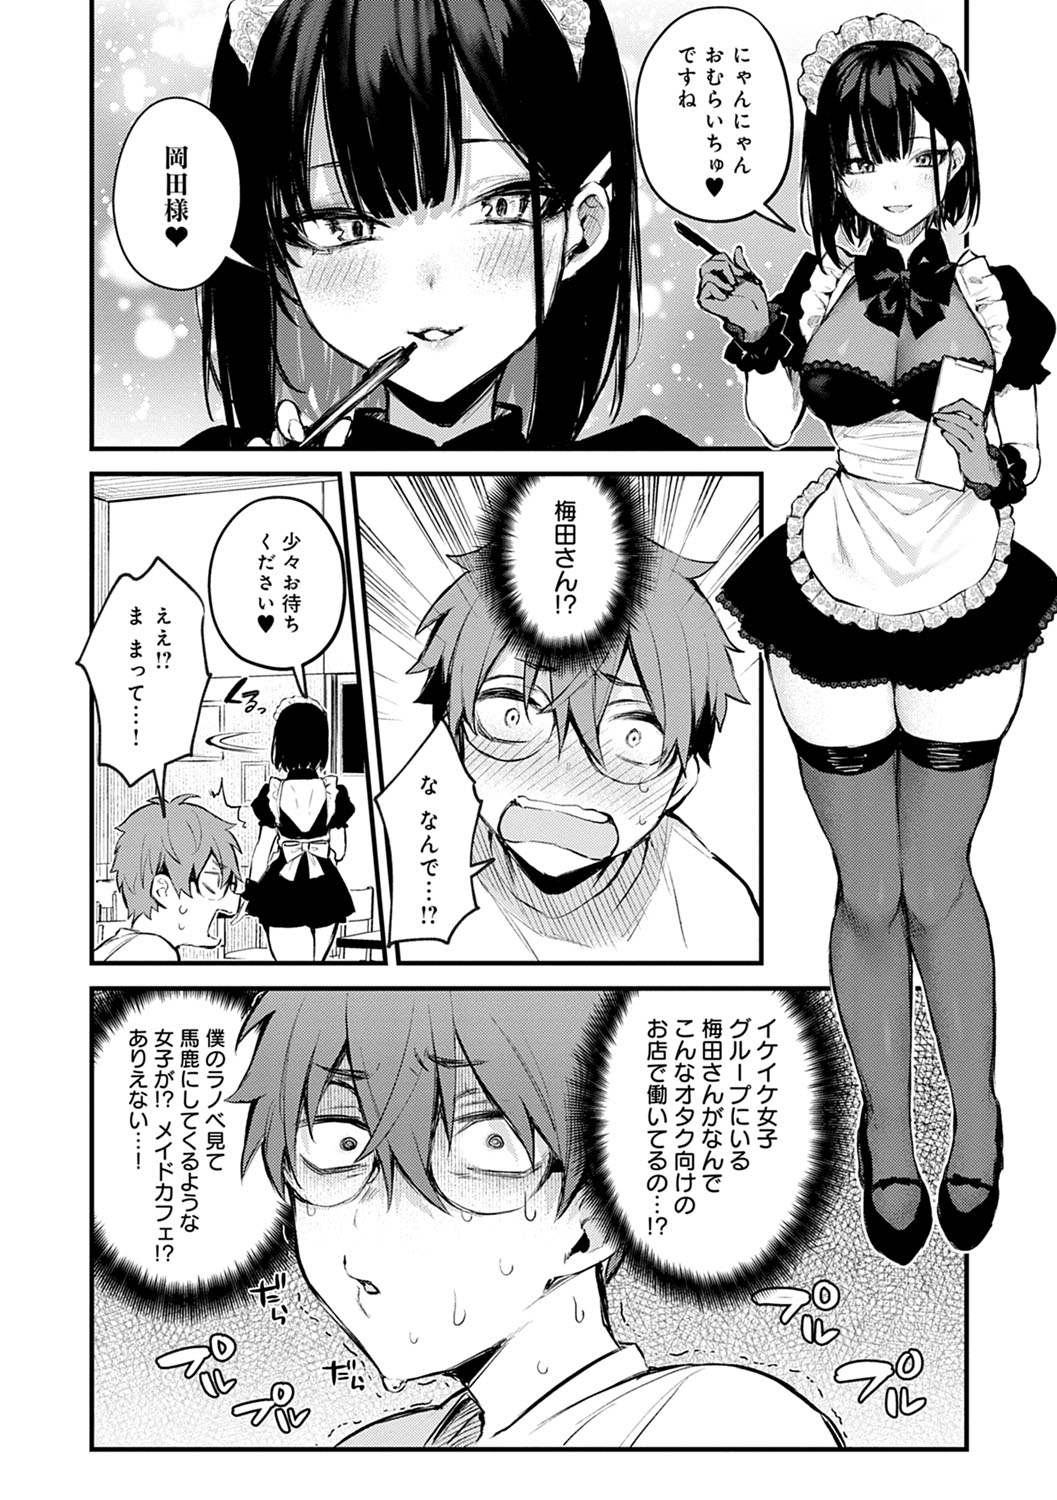 にゃんにゃん
おむらいちゅ♥
ですね
岡田様♥
梅田さん!?
な なんで…!?
少々お待ち
ください♥
くるっ
ええ!?
ま まって…!
イケイケ女子
グループにいる
梅田さんがなんで
こんなオタク向けの
お店で働いてるの…!?
僕のラノベ見て
馬鹿にしてくるような
女子が!? メイドカフェ!?
ありえない…!
だら
だら
プル
プル
プル
プル